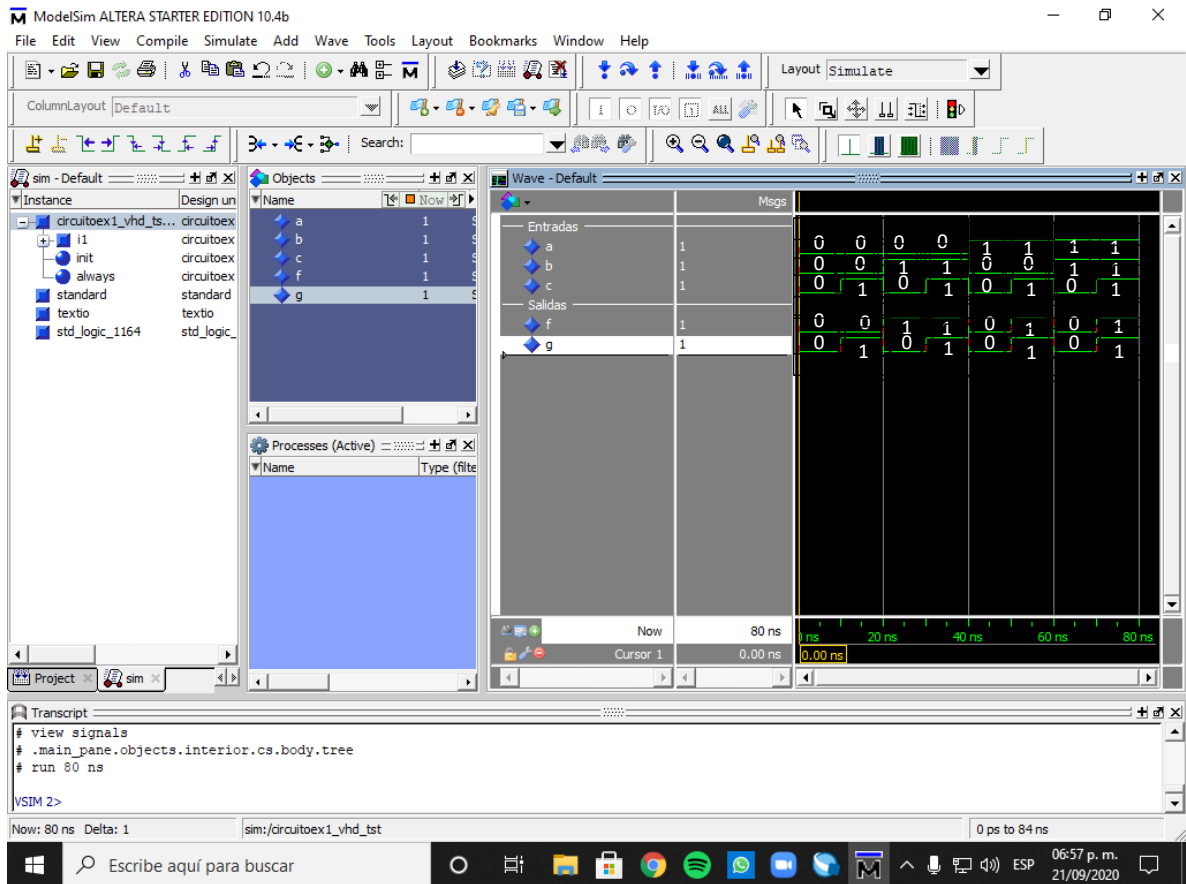 ModelSim ALTERA STARTER EDITION 10.4b
File Edit View Compile Simulate Add Wave Tools Layout Bookmarks Window Help
Layout Simulate
ColumnLayout Default
Search:
sim - Default
Instance Design un
circuitoex1_vhd_ts... circuitoex
i1 circuitoex
init circuitoex
always circuitoex
standard standard
textio textio
std_logic_1164 std_logic_
Project sim
Objects
Name Now
a 1
b 1
c 1
f 1
g 1
Processes (Active)
Name Type (filte
Wave - Default
Msgs
Entradas
a 1 0 0 0 0 1 1 1 1
b 1 0 0 1 1 0 0 1 1
c 1 0 1 0 1 0 1 0 1
Salidas
f 1 0 0 1 1 0 1 0 1
g 1 0 1 0 1 0 1 0 1
Now 80 ns
20 ns 40 ns 60 ns 80 ns
Cursor 1 0.00 ns
0.00 ns
Transcript
# view signals
# .main_pane.objects.interior.cs.body.tree
# run 80 ns
VSIM 2>
Now: 80 ns Delta: 1 sim:/circuitoex1_vhd_tst 0 ps to 84 ns
Escribe aquí para buscar
ESP
06:57 p. m.
21/09/2020